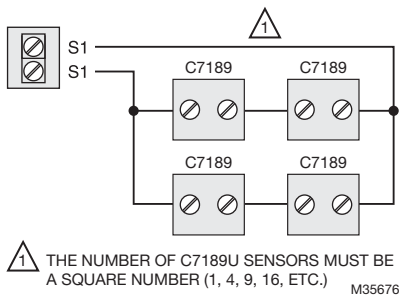 1
S1
S1
C7189
C7189
C7189
C7189
1 THE NUMBER OF C7189U SENSORS MUST BE
A SQUARE NUMBER (1, 4, 9, 16, ETC.)
M35676